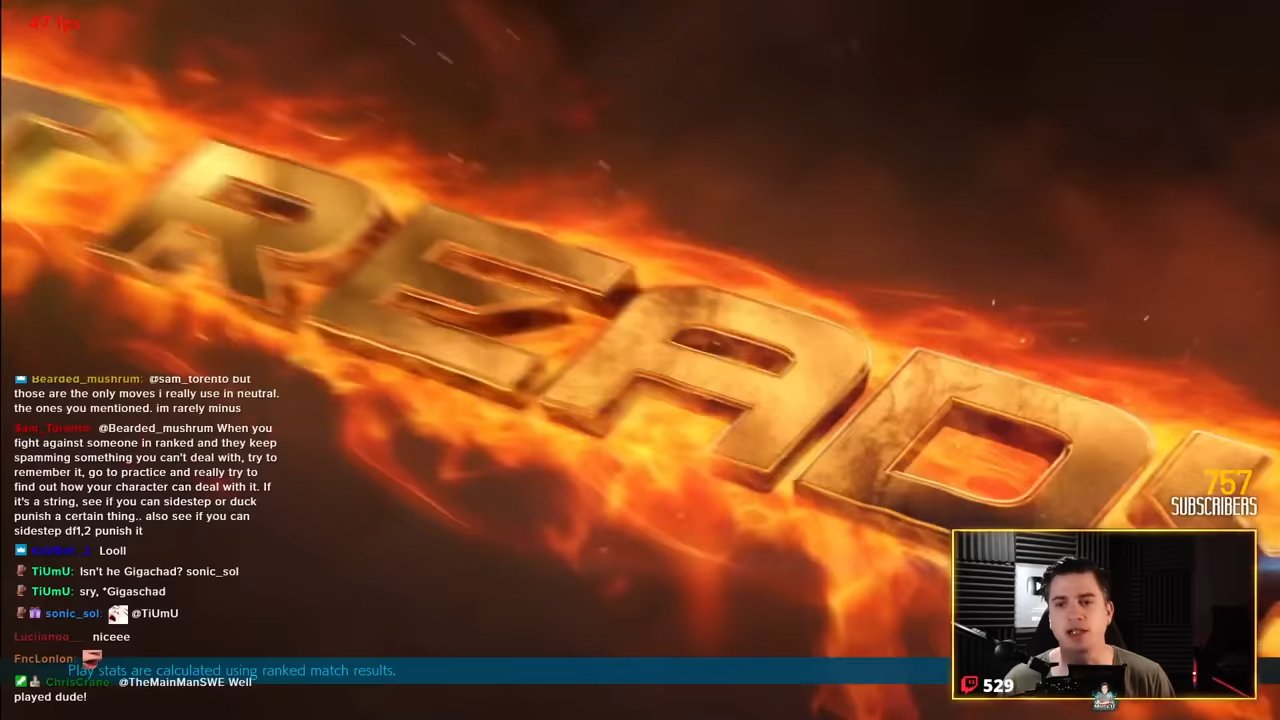 47 fps
READY
Bearded_mushrum: @sam_torento but
those are the only moves i really use in neutral.
the ones you mentioned. im rarely minus
Sam_Torento: @Bearded_mushrum When you
fight against someone in ranked and they keep
spamming something you can't deal with, try to
remember it, go to practice and really try to
find out how your character can deal with it. If
it's a string, see if you can sidestep or duck
punish a certain thing.. also see if you can
sidestep df1,2 punish it
Looll
TiUmU: Isn't he Gigachad? sonic_sol
TiUmU: sry, *Gigaschad
sonic_sol: @TiUmU
Luciianoo__ niceee
FncLonlon:
Play stats are calculated using ranked match results.
ChrisCrane: @TheMainManSWE Well
played dude!
757
SUBSCRIBERS
529